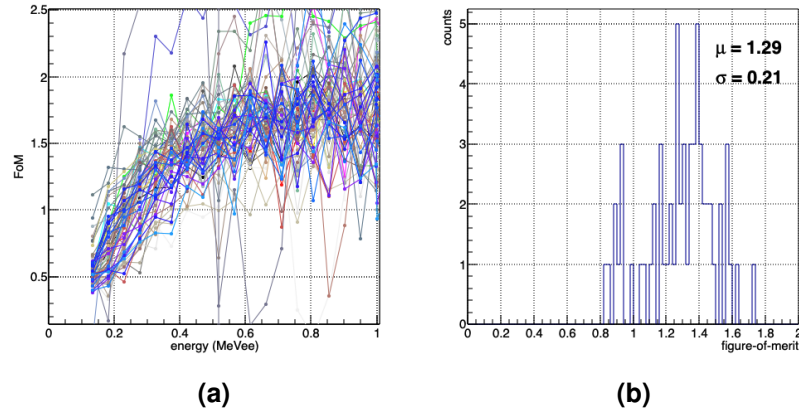 2.5
2
1.5
1
0.5
FoM
0 0.2 0.4 0.6 0.8 1
energy (MeVee)
(a)
counts
5
4
3
2
1
0
μ = 1.29
σ = 0.21
0 0.2 0.4 0.6 0.8 1 1.2 1.4 1.6 1.8 2
figure-of-merit
(b)